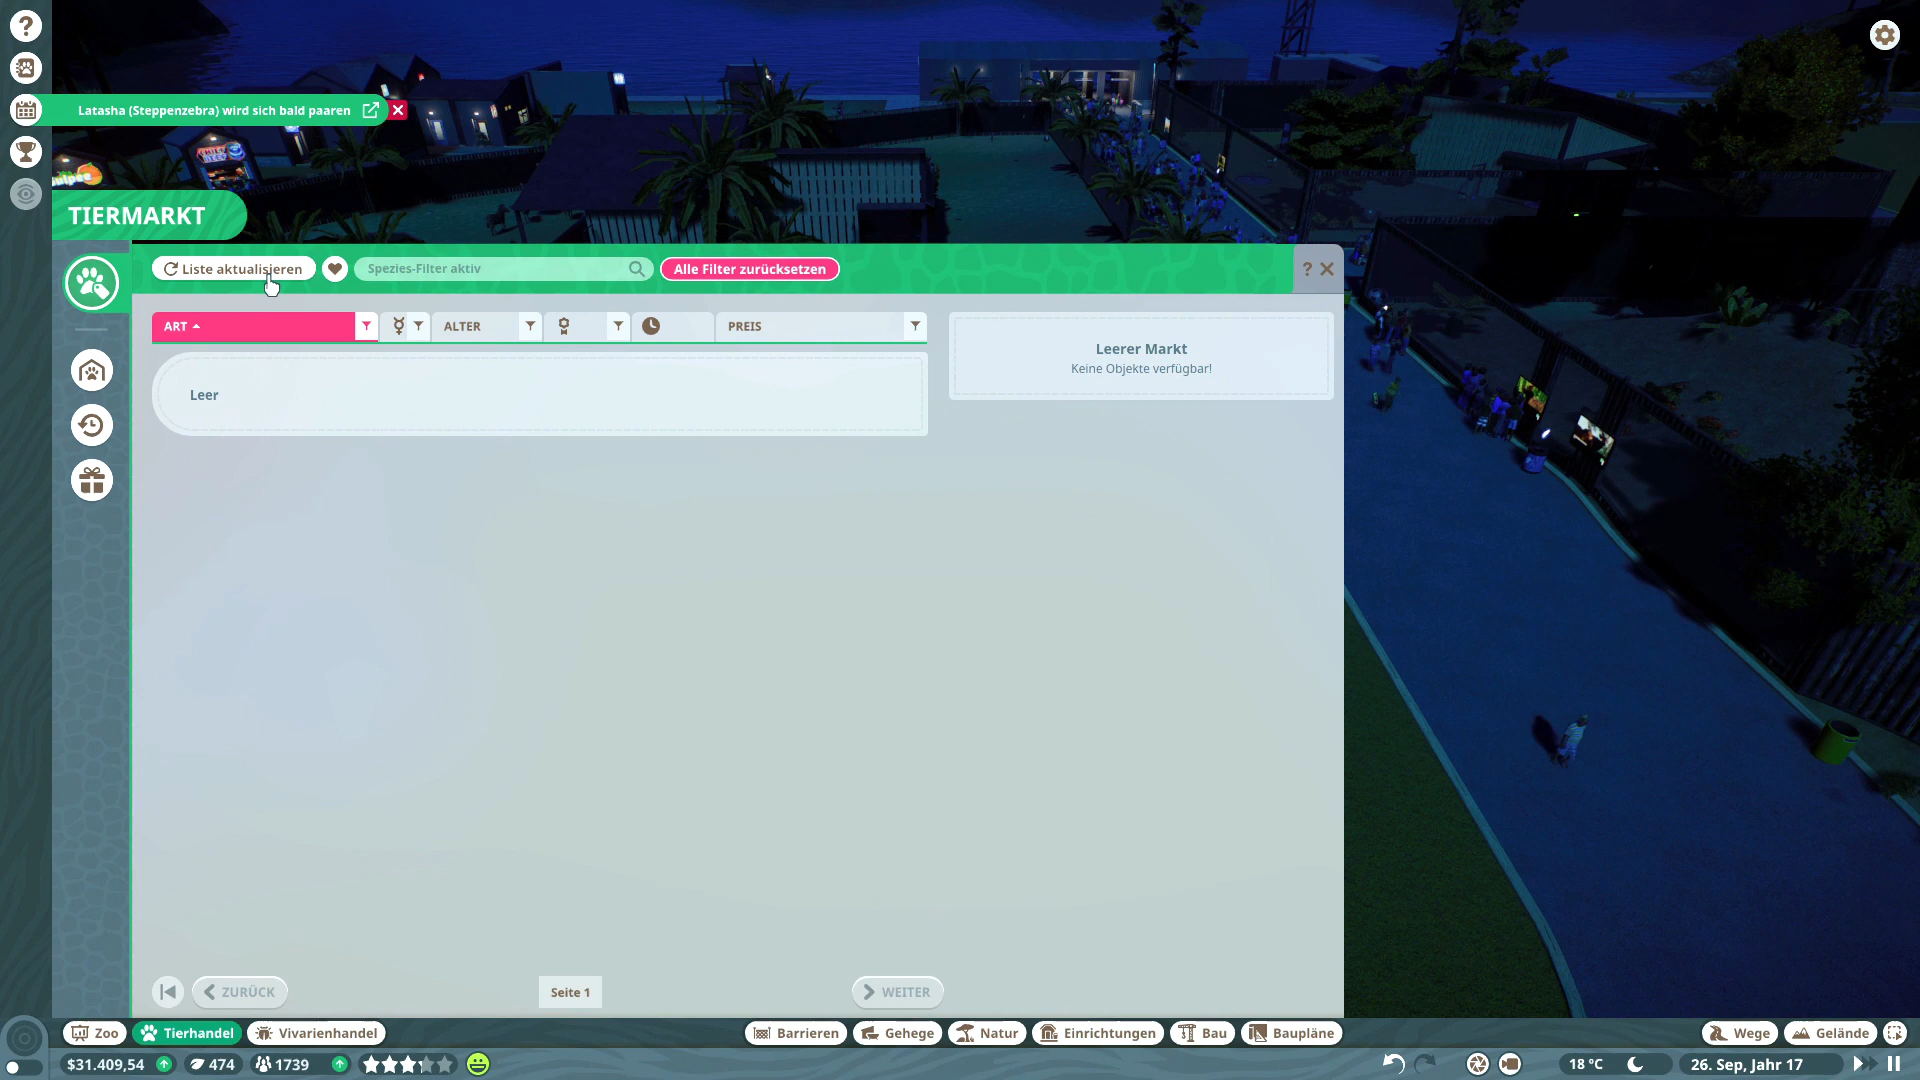 Latasha (Steppenzebra) wird sich bald paaren
TIERMARKT
Liste aktualisieren
Spezies-Filter aktiv
Alle Filter zurücksetzen
?
ART
ALTER
PREIS
Leer
Leerer Markt
Keine Objekte verfügbar!
ZURÜCK
Seite 1
WEITER
Zoo
Tierhandel
Vivarienhandel
Barrieren
Gehege
Natur
Einrichtungen
Bau
Baupläne
Wege
Gelände
$31.409,54
474
1739
18 °C
26. Sep, Jahr 17